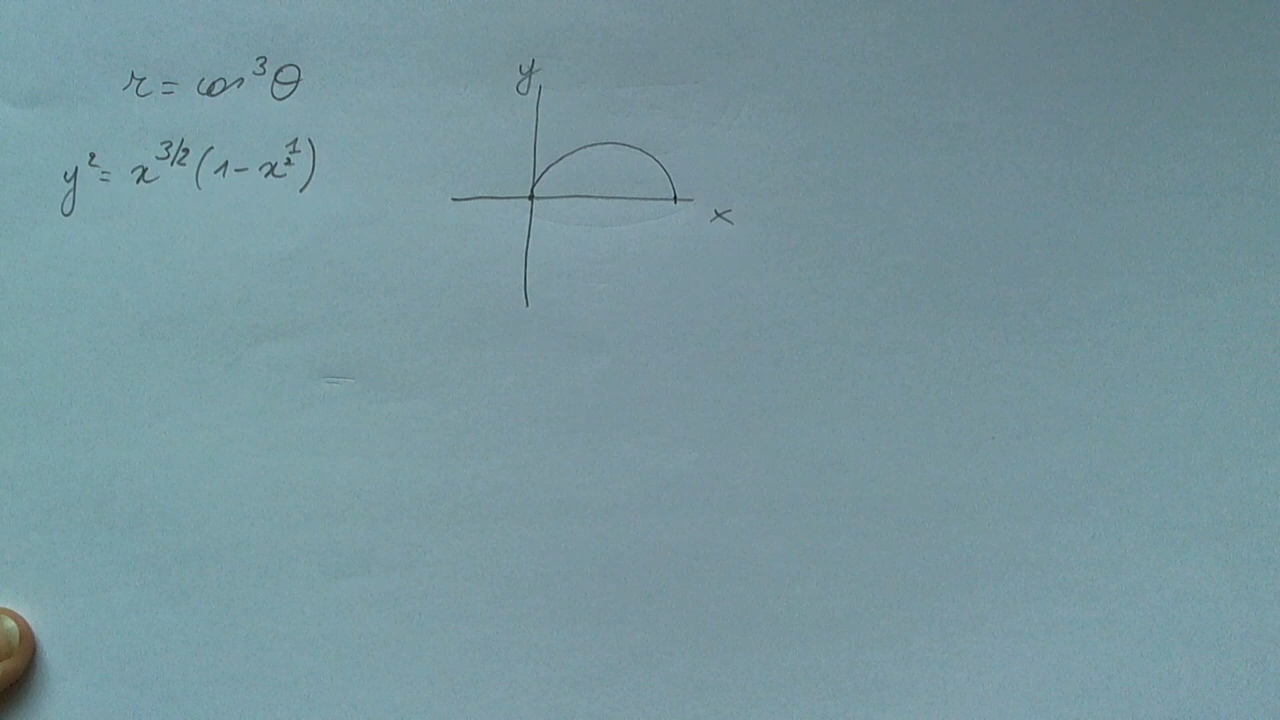 r = cos³θ
y² = x^{3/2}(1 - x^{1/2})
y
x